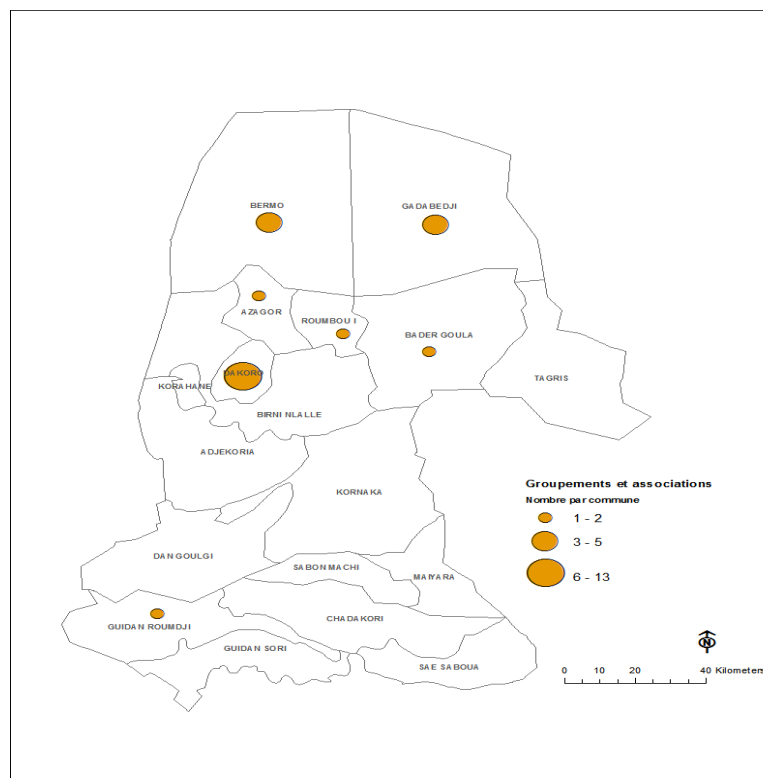 BERMO
GADABEDJI
AZAGOR
ROUMBOU I
BADER GOULA
DAKORO
KORAHANE
TAGRIS
BIRNI NLALLE
ADJEKORIA
KORNAKA
DAN GOULGI
SABON MACHI
MAIYARA
CHADAKORI
GUIDAN ROUMDJI
GUIDAN SORI
SAE SABOUA
Groupements et associations
Nombre par commune
1 - 2
3 - 5
6 - 13
N
0 10 20 40 Kilometers